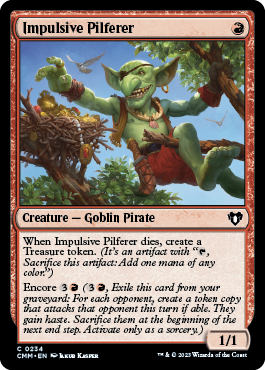 Impulsive Pilferer
Creature — Goblin Pirate
When Impulsive Pilferer dies, create a
Treasure token. (It's an artifact with ",
Sacrifice this artifact: Add one mana of any
color.")
Encore 3 (3, Exile this card from your
graveyard: For each opponent, create a token copy
that attacks that opponent this turn if able. They
gain haste. Sacrifice them at the beginning of the
next end step. Activate only as a sorcery.)
1/1
C 0234
CMM • EN Jakub Kasper
™ & © 2023 Wizards of the Coast